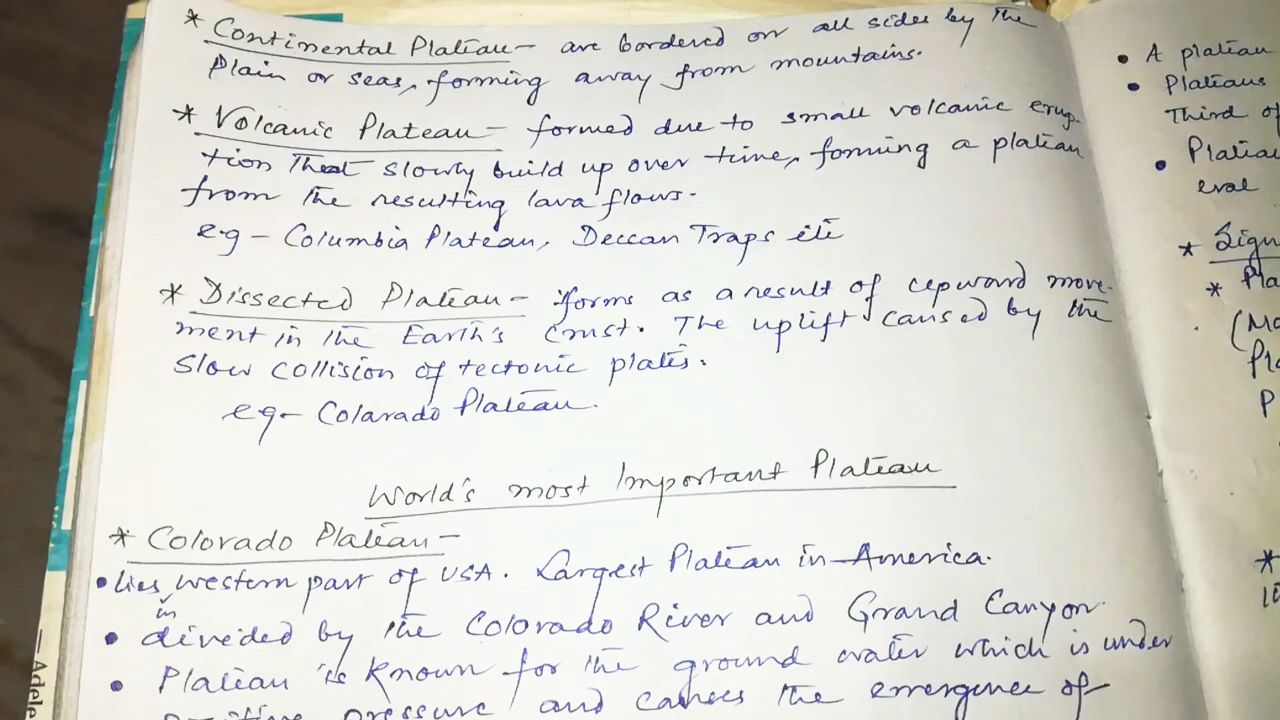 * Continental Plateau - are bordered on all sides by the
Plain or seas, forming away from mountains.
* Volcanic Plateau - formed due to small volcanic erup-
tion that slowly build up over time, forming a plateau
from the resulting lava flows.
e.g - Columbia Plateau, Deccan Traps etc
* Dissected Plateau - forms as a result of upward move-
ment in the Earth's crust. The uplift caused by the
slow collision of tectonic plates.
eg - Colarado Plateau.
World's most Important Plateau
* Colorado Plateau -
• lies in western part of USA. Largest Plateau in America.
• divided by the Colorado River and Grand Canyon.
• Plateau is known for the ground water which is under
pressure and causes the emergence of
• A plateau
• Plateaus
Third of
• Plateau
eval
*
*
P
*
— Adele